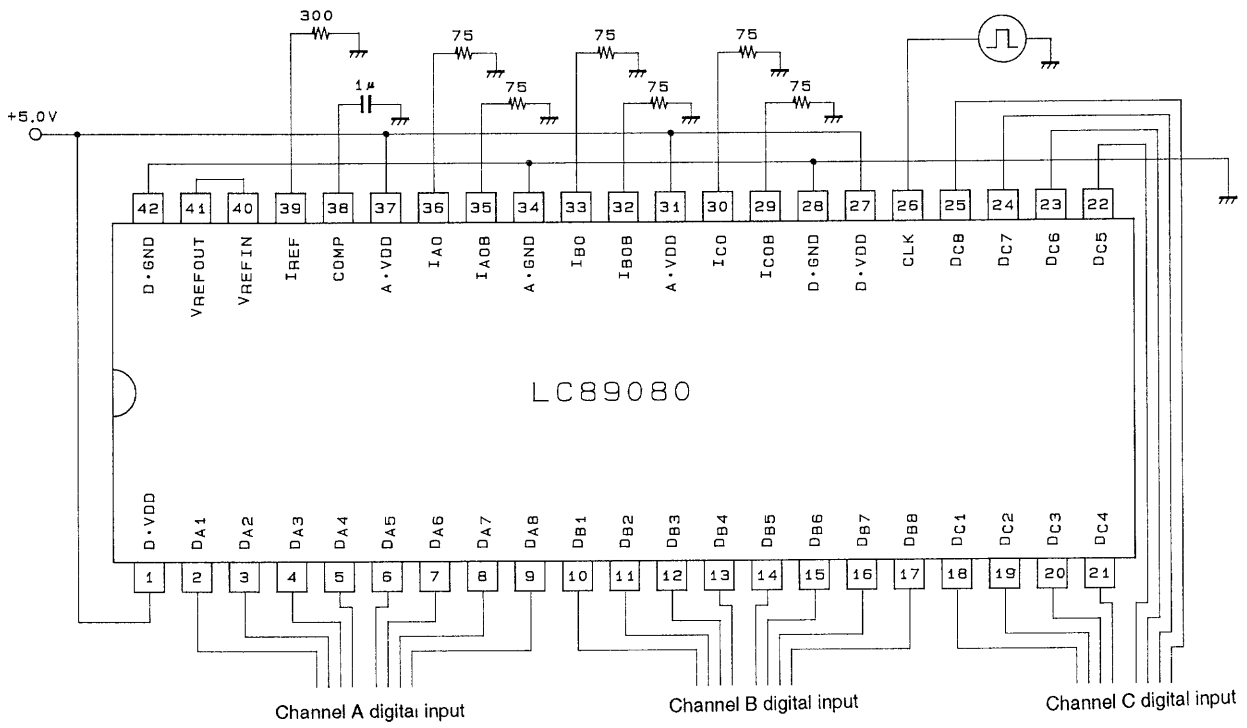 300
75
75
75
1μ
75
75
75
+5.0V
42 41 40 39 38 37 36 35 34 33 32 31 30 29 28 27 26 25 24 23 22
D·GND
VREFOUT
VREFIN
IREF
COMP
A·VDD
IAO
IAOB
A·GND
IBO
IBOB
A·VDD
ICO
ICOB
D·GND
D·VDD
CLK
DC8
DC7
DC6
DC5
LC89080
D·VDD
DA1
DA2
DA3
DA4
DA5
DA6
DA7
DA8
DB1
DB2
DB3
DB4
DB5
DB6
DB7
DB8
DC1
DC2
DC3
DC4
1 2 3 4 5 6 7 8 9 10 11 12 13 14 15 16 17 18 19 20 21
Channel A digital input
Channel B digital input
Channel C digital input